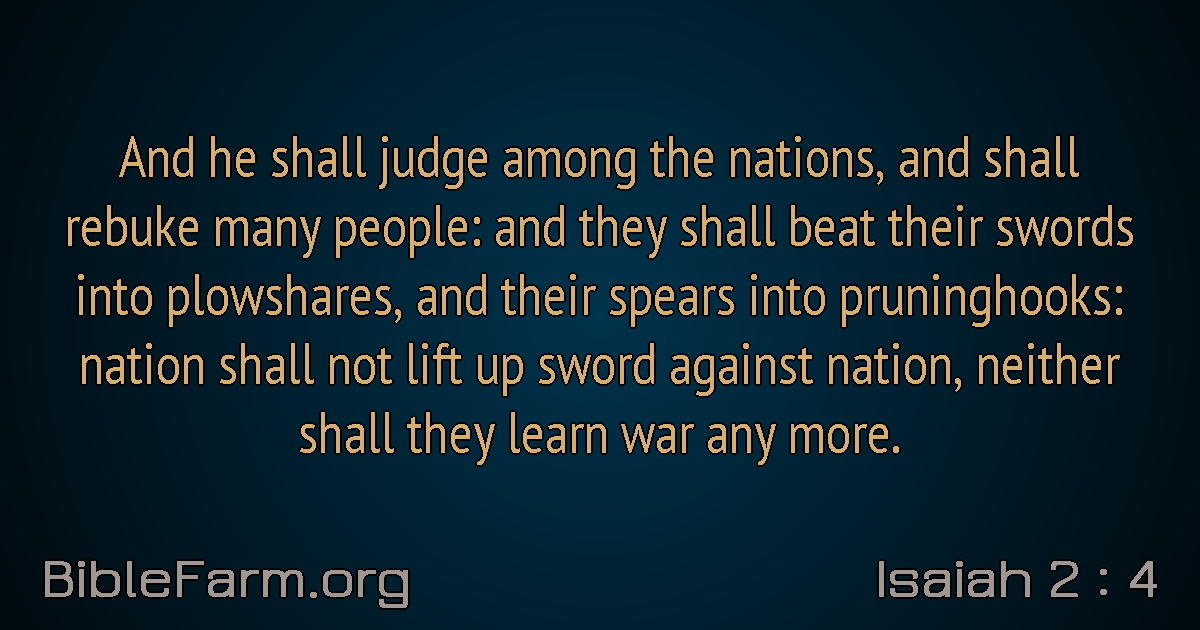 And he shall judge among the nations, and shall
rebuke many people: and they shall beat their swords
into plowshares, and their spears into pruninghooks:
nation shall not lift up sword against nation, neither
shall they learn war any more.
BibleFarm.org
Isaiah 2 : 4